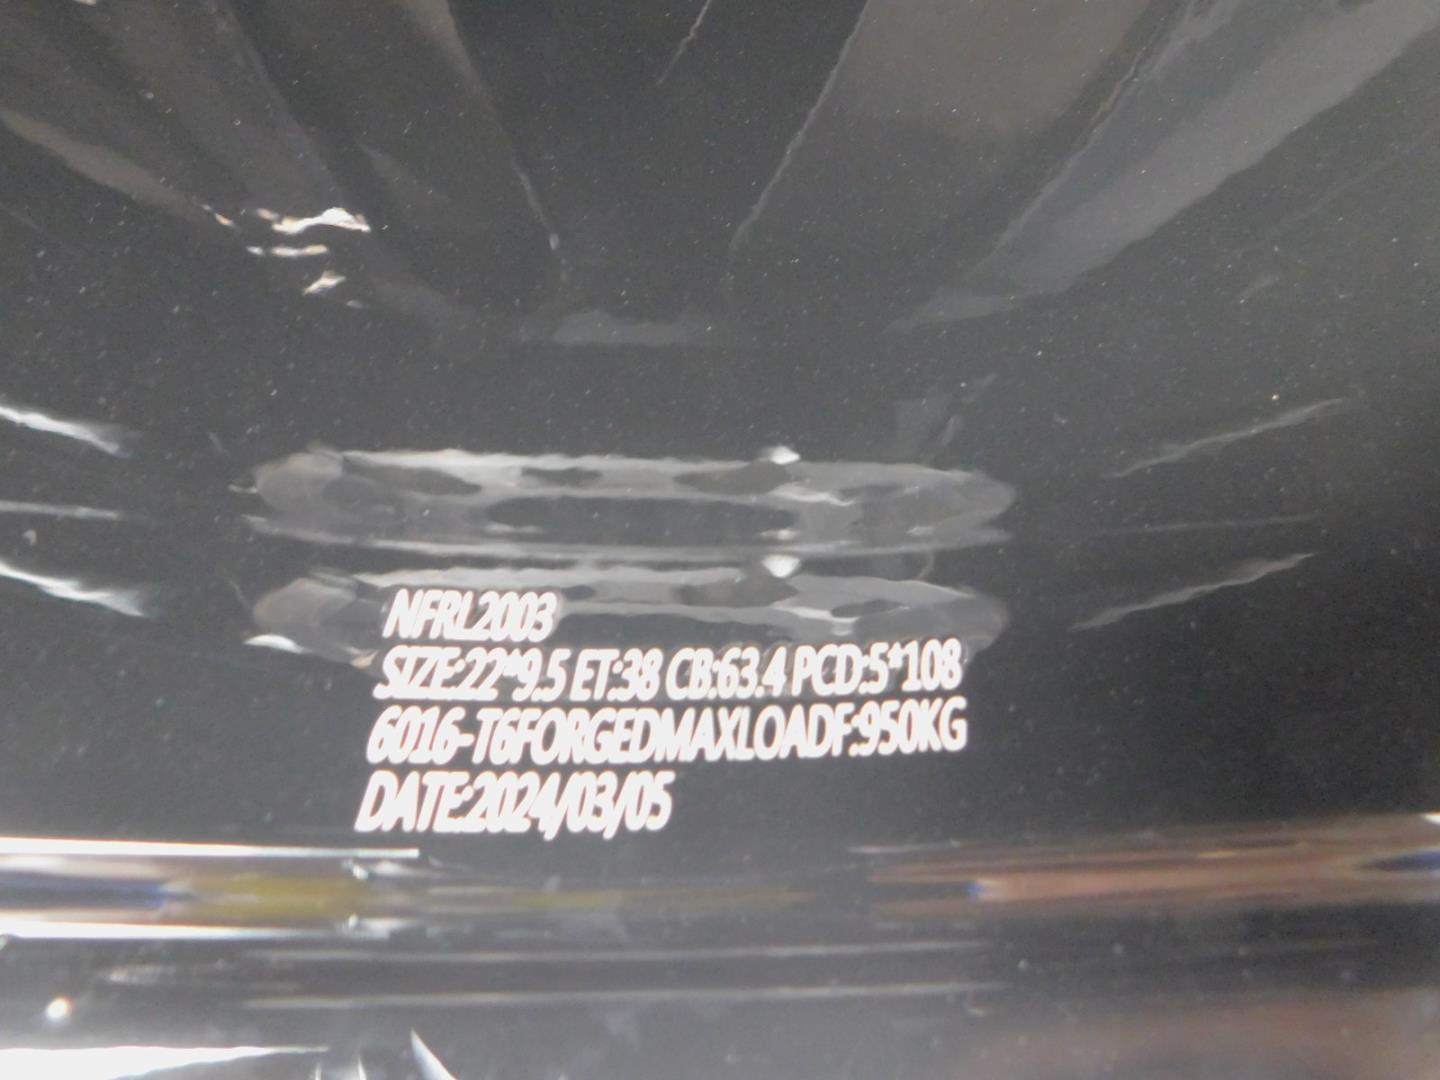 NFRL2003
SIZE:22*9.5 ET:38 CB:63.4 PCD:5*108
6016-T6FORGEDMAXLOADF:950KG
DATE:2024/03/05